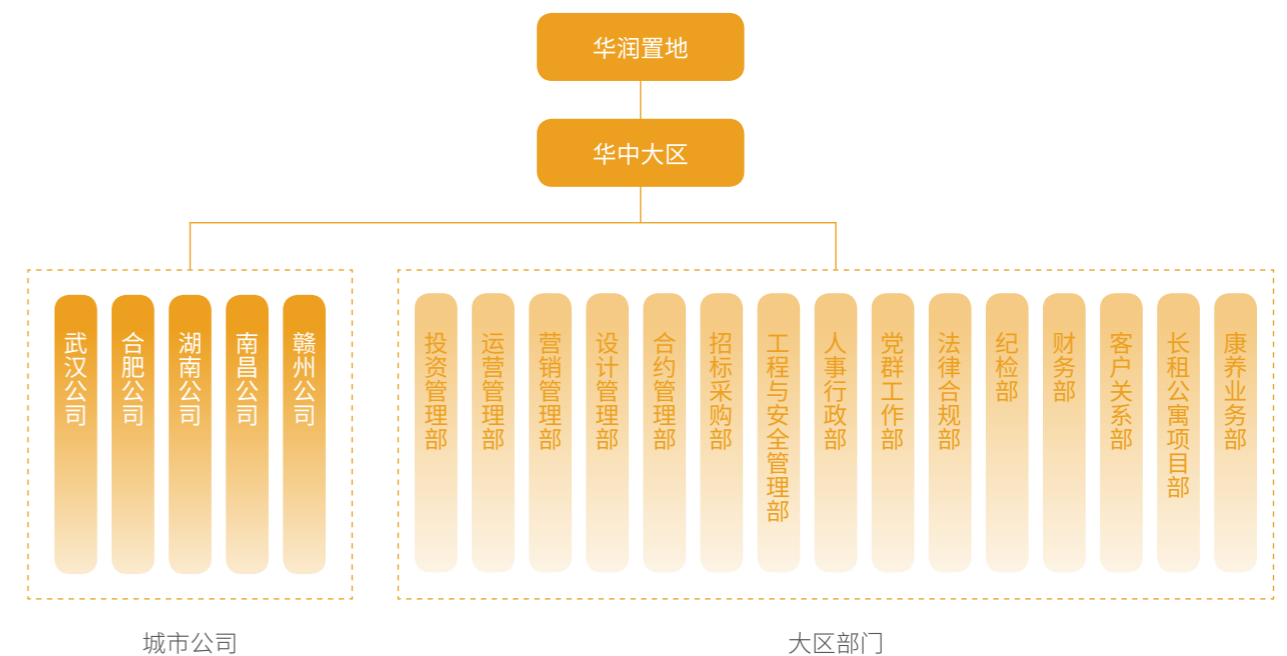 华润置地
华中大区
武汉公司
合肥公司
湖南公司
南昌公司
赣州公司
投资管理部
运营管理部
营销管理部
设计管理部
合约管理部
招标采购部
工程与安全管理部
人事行政部
党群工作部
法律合规部
纪检部
财务部
客户关系部
长租公寓项目部
康养业务部
城市公司
大区部门